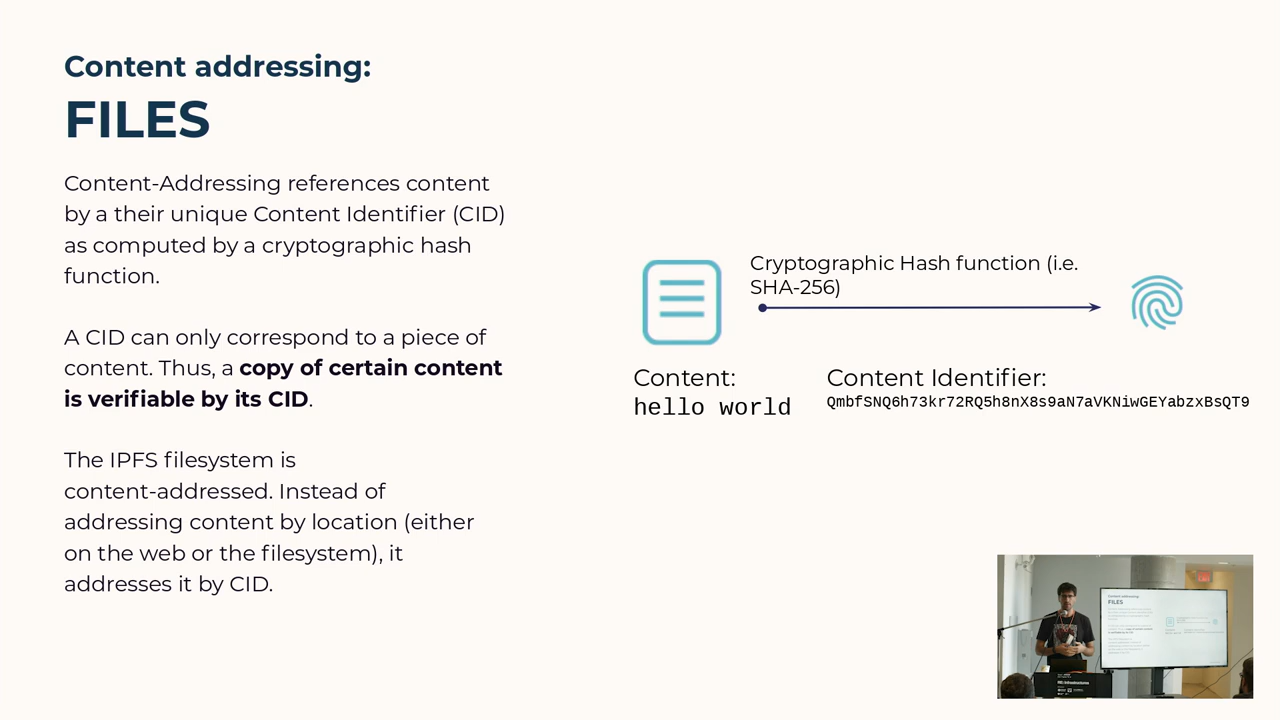 Content addressing:
FILES
Content-Addressing references content
by a their unique Content Identifier (CID)
as computed by a cryptographic hash
function.
A CID can only correspond to a piece of
content. Thus, a copy of certain content
is verifiable by its CID.
The IPFS filesystem is
content-addressed. Instead of
addressing content by location (either
on the web or the filesystem), it
addresses it by CID.
Cryptographic Hash function (i.e.
SHA-256)
Content:
hello world
Content Identifier:
QmbfSNQ6h73kr72RQ5h8nX8s9aN7aVKNiwGEYabzxBsQT9
Content addressing:
FILES